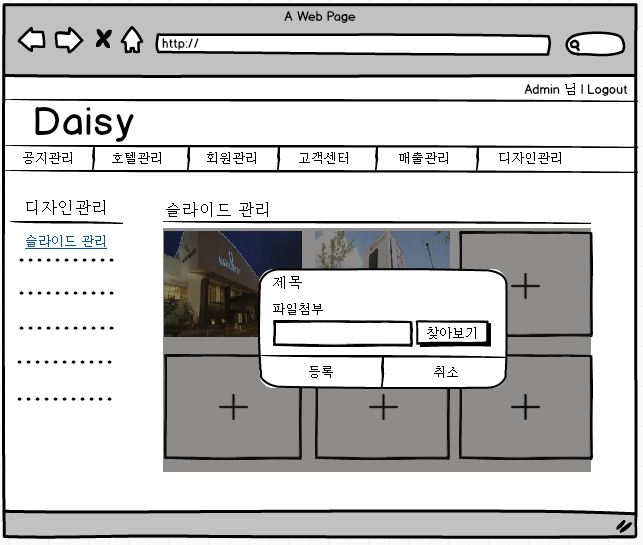 A Web Page
http://
Admin 님 | Logout
Daisy
공지관리 호텔관리 회원관리 고객센터 매출관리 디자인관리
디자인관리
슬라이드 관리
슬라이드 관리
제목
파일첨부
찾아보기
등록 취소